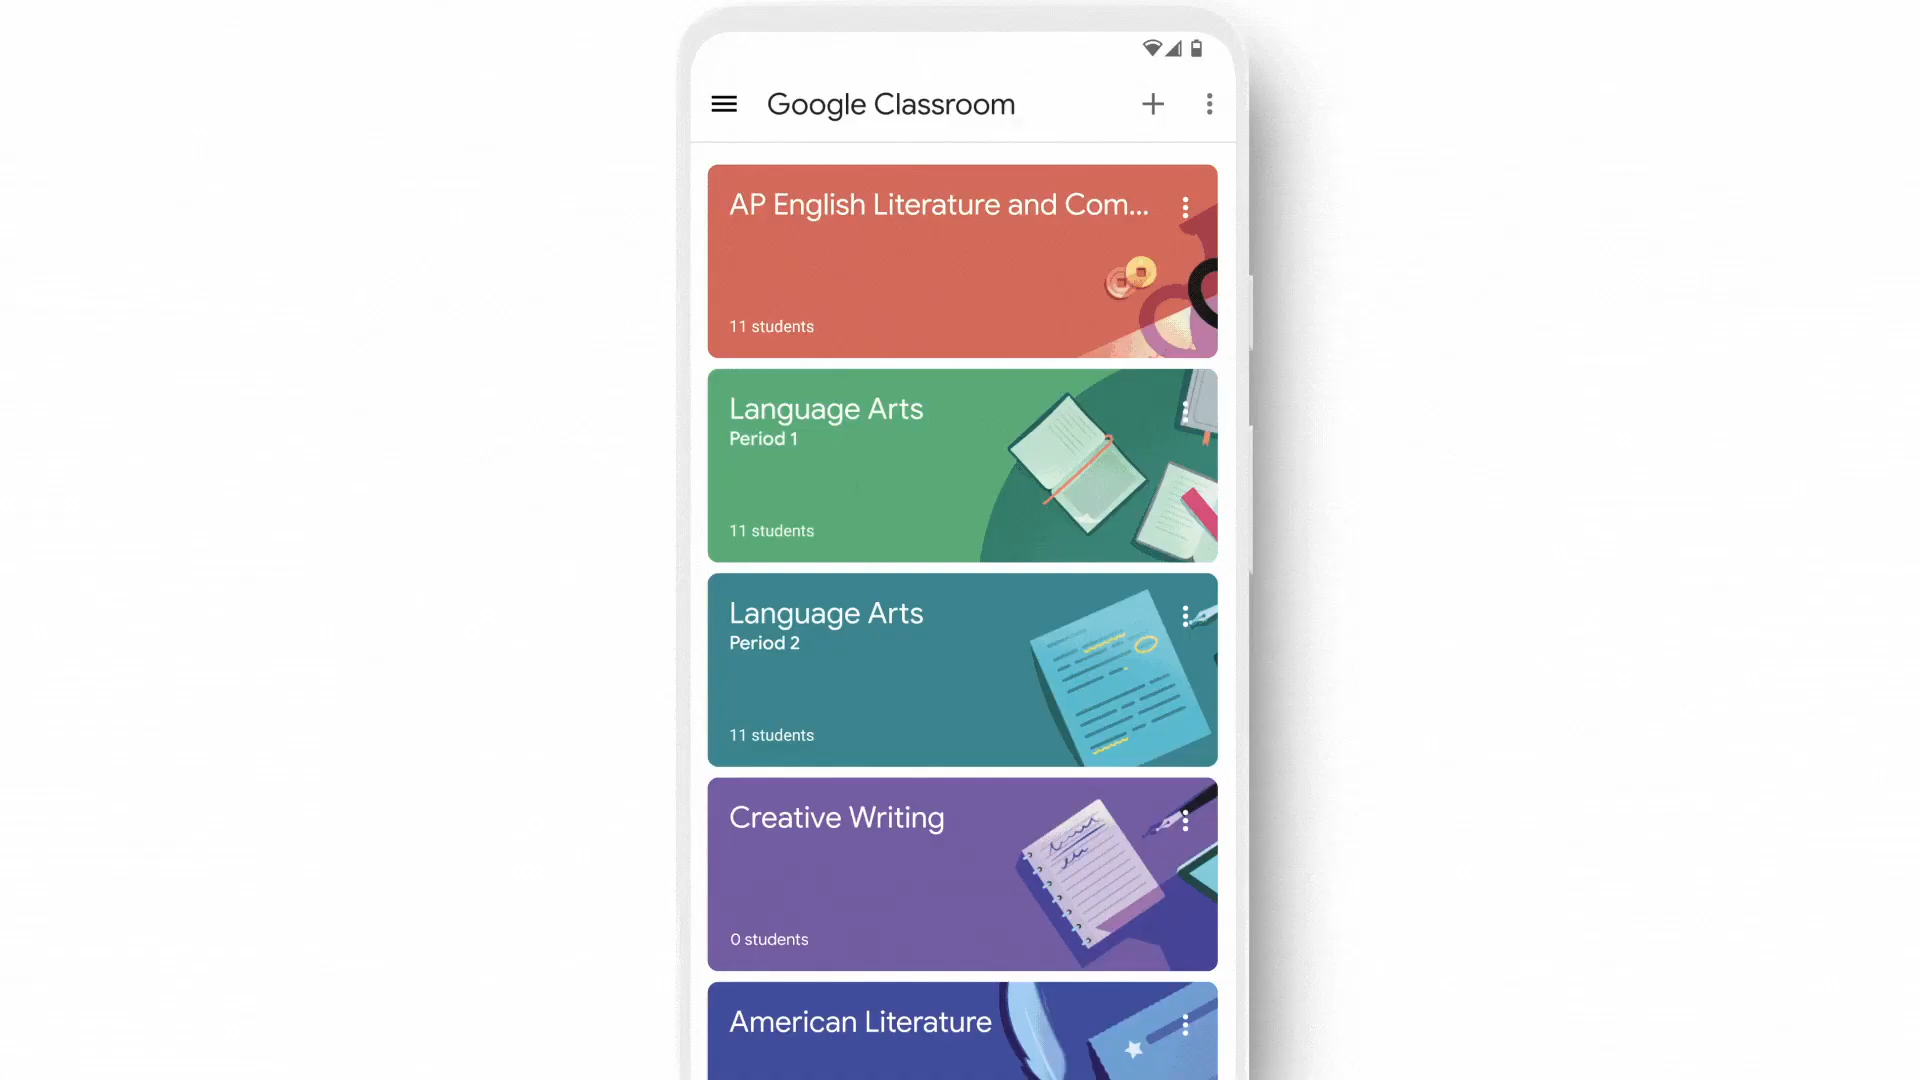 Google Classroom
AP English Literature and Com...
11 students
Language Arts
Period 1
11 students
Language Arts
Period 2
11 students
Creative Writing
0 students
American Literature